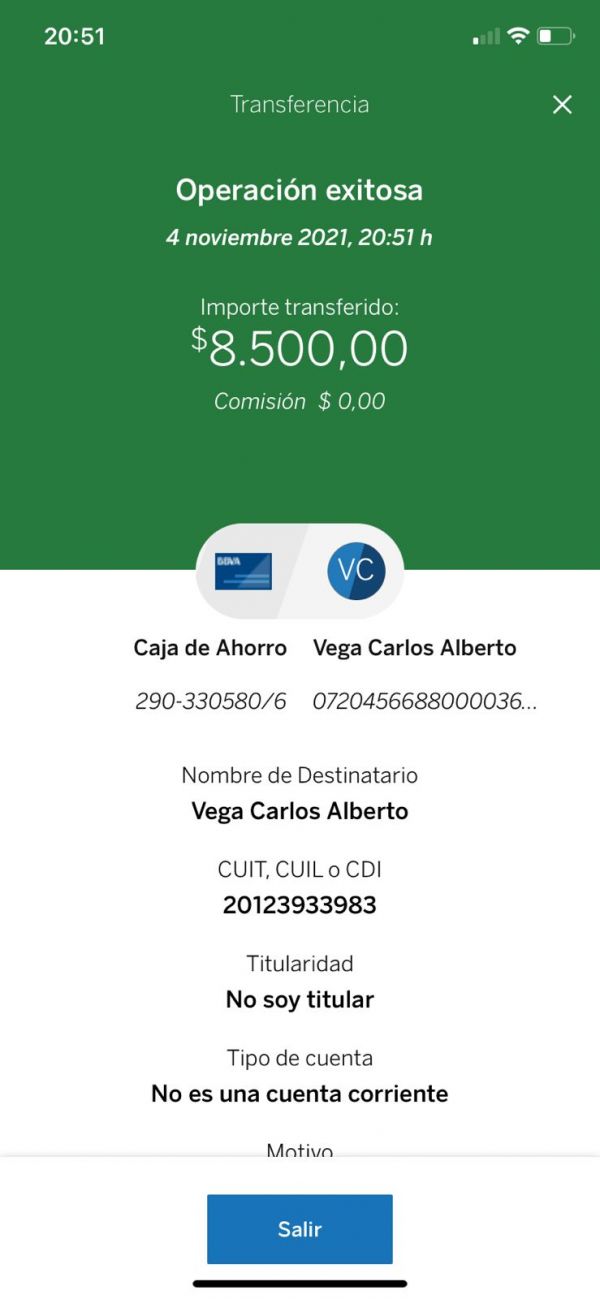 20:51
Transferencia
Operación exitosa
4 noviembre 2021, 20:51 h
Importe transferido:
$8.500,00
Comisión $ 0,00
BBVA
VC
Caja de Ahorro Vega Carlos Alberto
290-330580/6 0720456688000036...
Nombre de Destinatario
Vega Carlos Alberto
CUIT, CUIL o CDI
20123933983
Titularidad
No soy titular
Tipo de cuenta
No es una cuenta corriente
Motivo
Salir